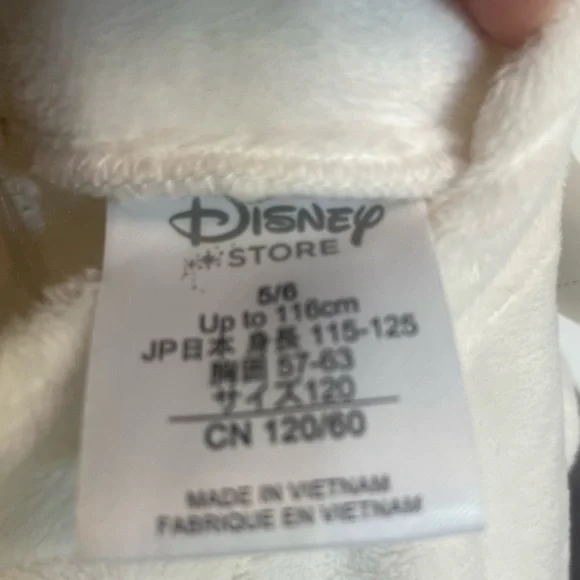 Disney
STORE
5/6
Up to 116cm
JP日本 身長 115-125
胸囲 57-63
サイズ120
CN 120/60
MADE IN VIETNAM
FABRIQUE EN VIETNAM